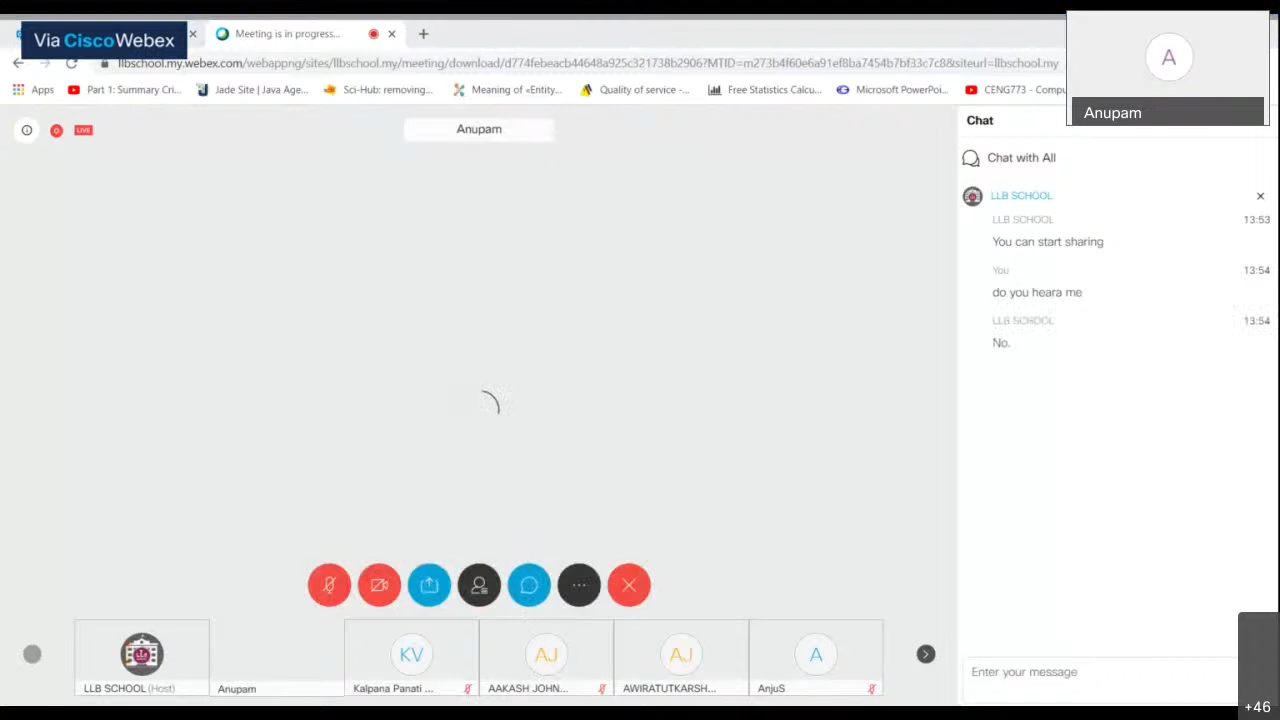 Via CiscoWebex
Meeting is in progress...
llbschool.my.webex.com/webappng/sites/llbschool.my/meeting/download/d774febeacb44648a925c321738b2906?MTID=m273b4f60e6a91ef8ba7454b7bf33c7c8&siteurl=llbschool.my
Apps
Part 1: Summary Cri...
Jade Site | Java Age...
Sci-Hub: removing...
Meaning of «Entity...
Quality of service -...
Free Statistics Calcu...
Microsoft PowerPoi...
CENG773 - Compu
A
Anupam
LIVE
Anupam
Chat
Chat with All
LLB SCHOOL
LLB SCHOOL 13:53
You can start sharing
You 13:54
do you heara me
LLB SCHOOL 13:54
No.
KV
AJ
AJ
A
LLB SCHOOL (Host)
Anupam
Kalpana Panati ...
AAKASH JOHN...
AWIRATUTKARSH...
AnjuS
Enter your message
+46